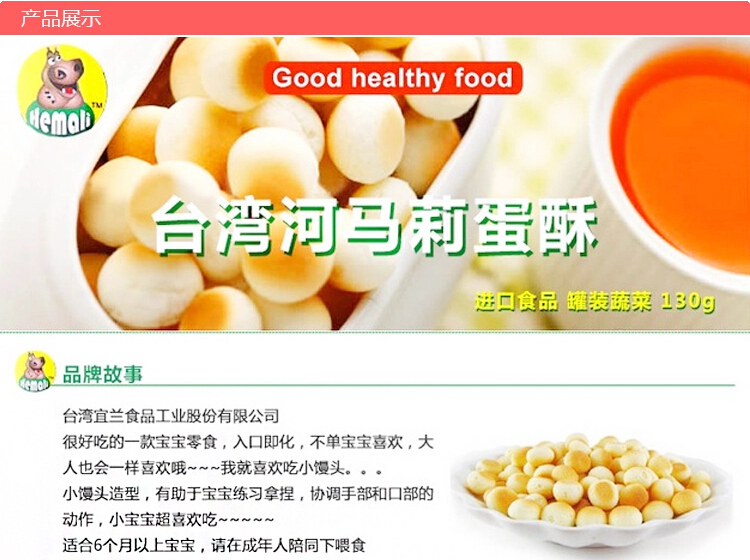 产品展示
Good healthy food
Hemali TM
台湾河马莉蛋酥
进口食品 罐装蔬菜 130g
Hemali
品牌故事
台湾宜兰食品工业股份有限公司
很好吃的一款宝宝零食，入口即化，不单宝宝喜欢，大
人也会一样喜欢哦~~~我就喜欢吃小馒头。。。
小馒头造型，有助于宝宝练习拿捏，协调手部和口部的
动作，小宝宝超喜欢吃~~~~~
适合6个月以上宝宝，请在成年人陪同下喂食